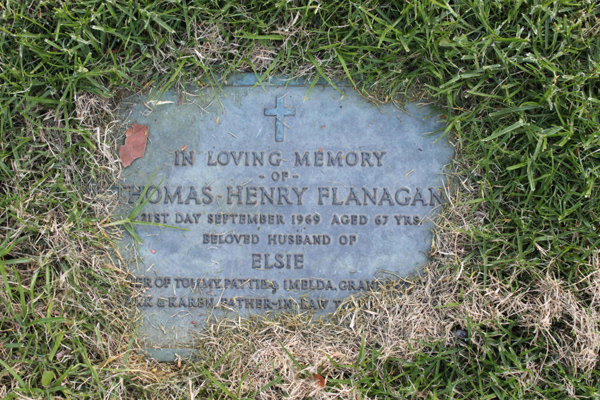 IN LOVING MEMORY
-OF-
THOMAS HENRY FLANAGAN
21ST DAY SEPTEMBER 1969 AGED 67 YRS.
BELOVED HUSBAND OF
ELSIE
OF TOMMY, PATTIE & IMELDA,
& KAREN, FATHER-IN LAW